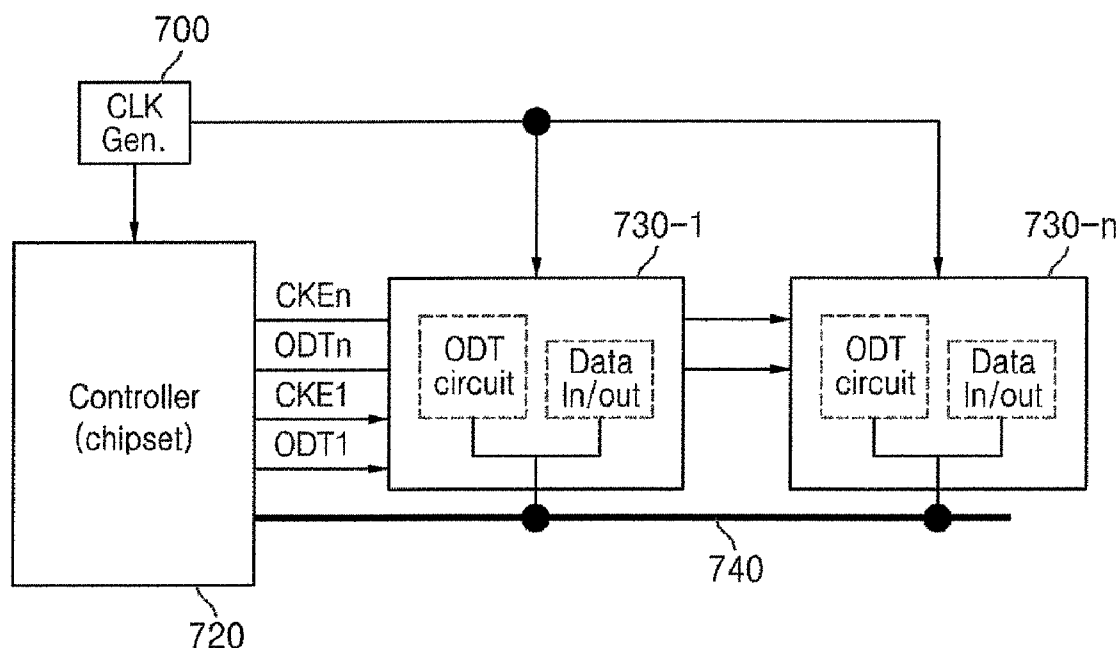 700
CLK
Gen.
730-1
730-n
CKEn
ODTn
CKE1
ODT1
Controller
(chipset)
ODT
circuit
Data
In/out
ODT
circuit
Data
In/out
740
720